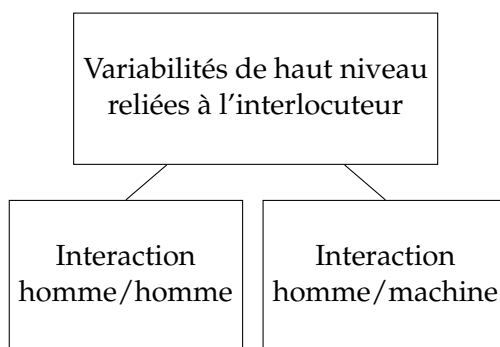 Variabilités de haut niveau
reliées à l'interlocuteur
Interaction
homme/homme
Interaction
homme/machine